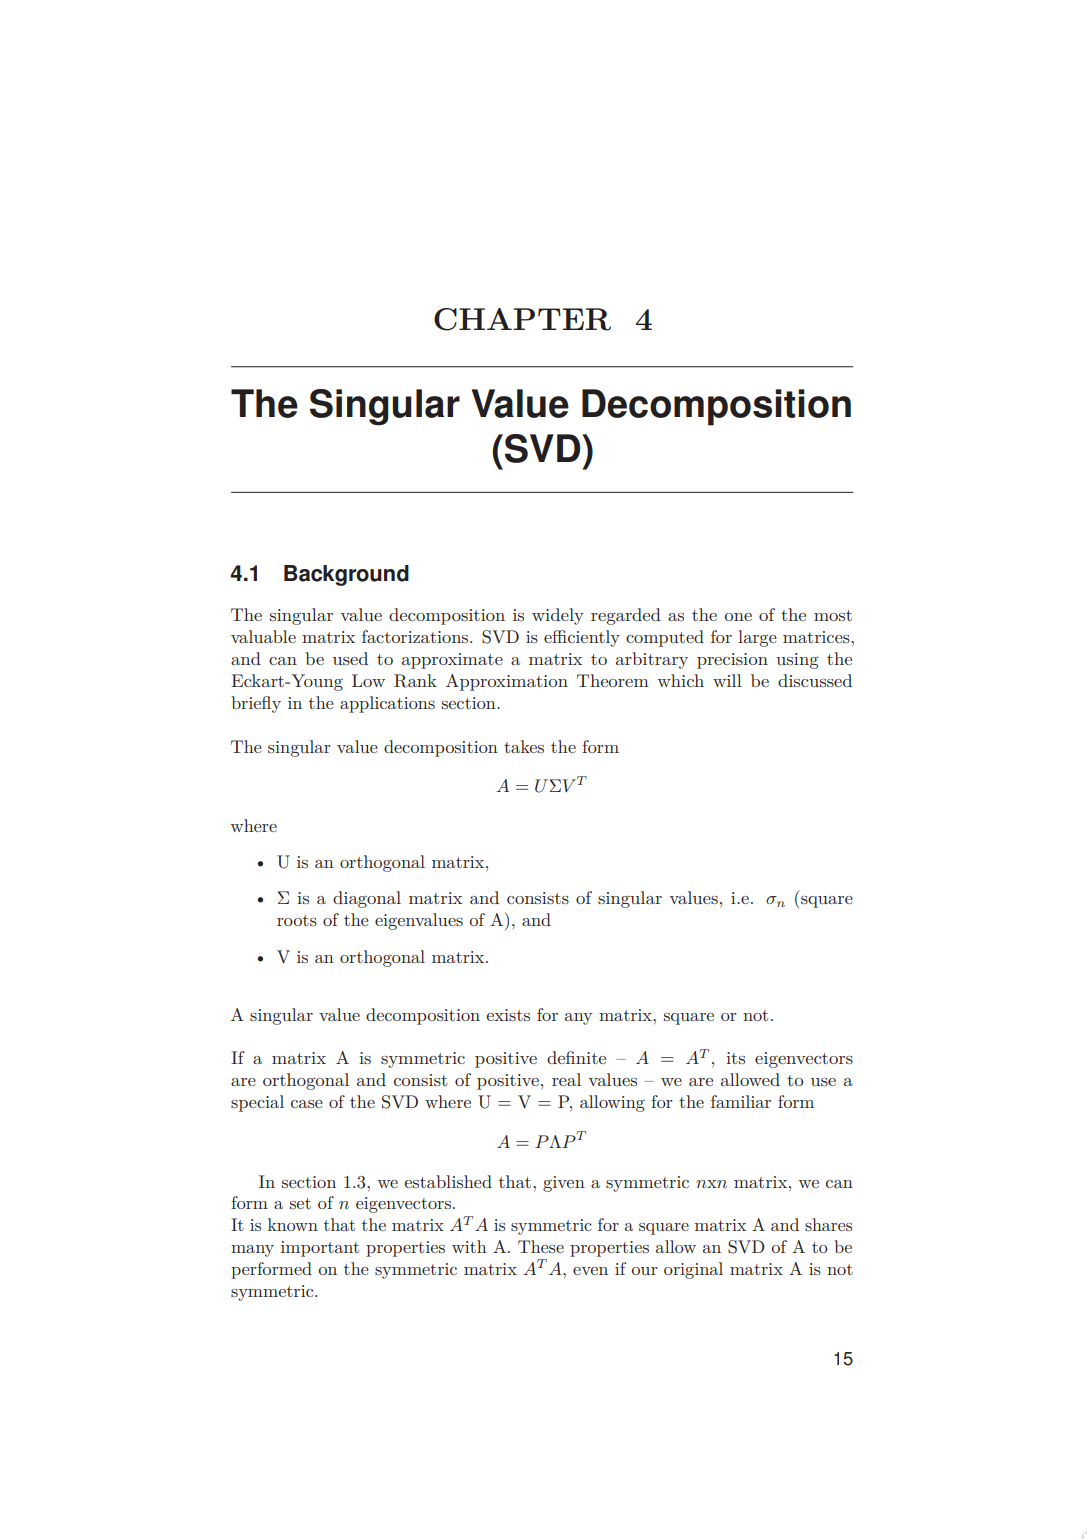 CHAPTER 4
The Singular Value Decomposition
(SVD)
4.1 Background
The singular value decomposition is widely regarded as the one of the most
valuable matrix factorizations. SVD is efficiently computed for large matrices,
and can be used to approximate a matrix to arbitrary precision using the
Eckart-Young Low Rank Approximation Theorem which will be discussed
briefly in the applications section.
The singular value decomposition takes the form
A = UΣV^T
where
• U is an orthogonal matrix,
• Σ is a diagonal matrix and consists of singular values, i.e. σ_n (square
roots of the eigenvalues of A), and
• V is an orthogonal matrix.
A singular value decomposition exists for any matrix, square or not.
If a matrix A is symmetric positive definite – A = A^T, its eigenvectors
are orthogonal and consist of positive, real values – we are allowed to use a
special case of the SVD where U = V = P, allowing for the familiar form
A = PΛP^T
In section 1.3, we established that, given a symmetric nxn matrix, we can
form a set of n eigenvectors.
It is known that the matrix A^T A is symmetric for a square matrix A and shares
many important properties with A. These properties allow an SVD of A to be
performed on the symmetric matrix A^T A, even if our original matrix A is not
symmetric.
15